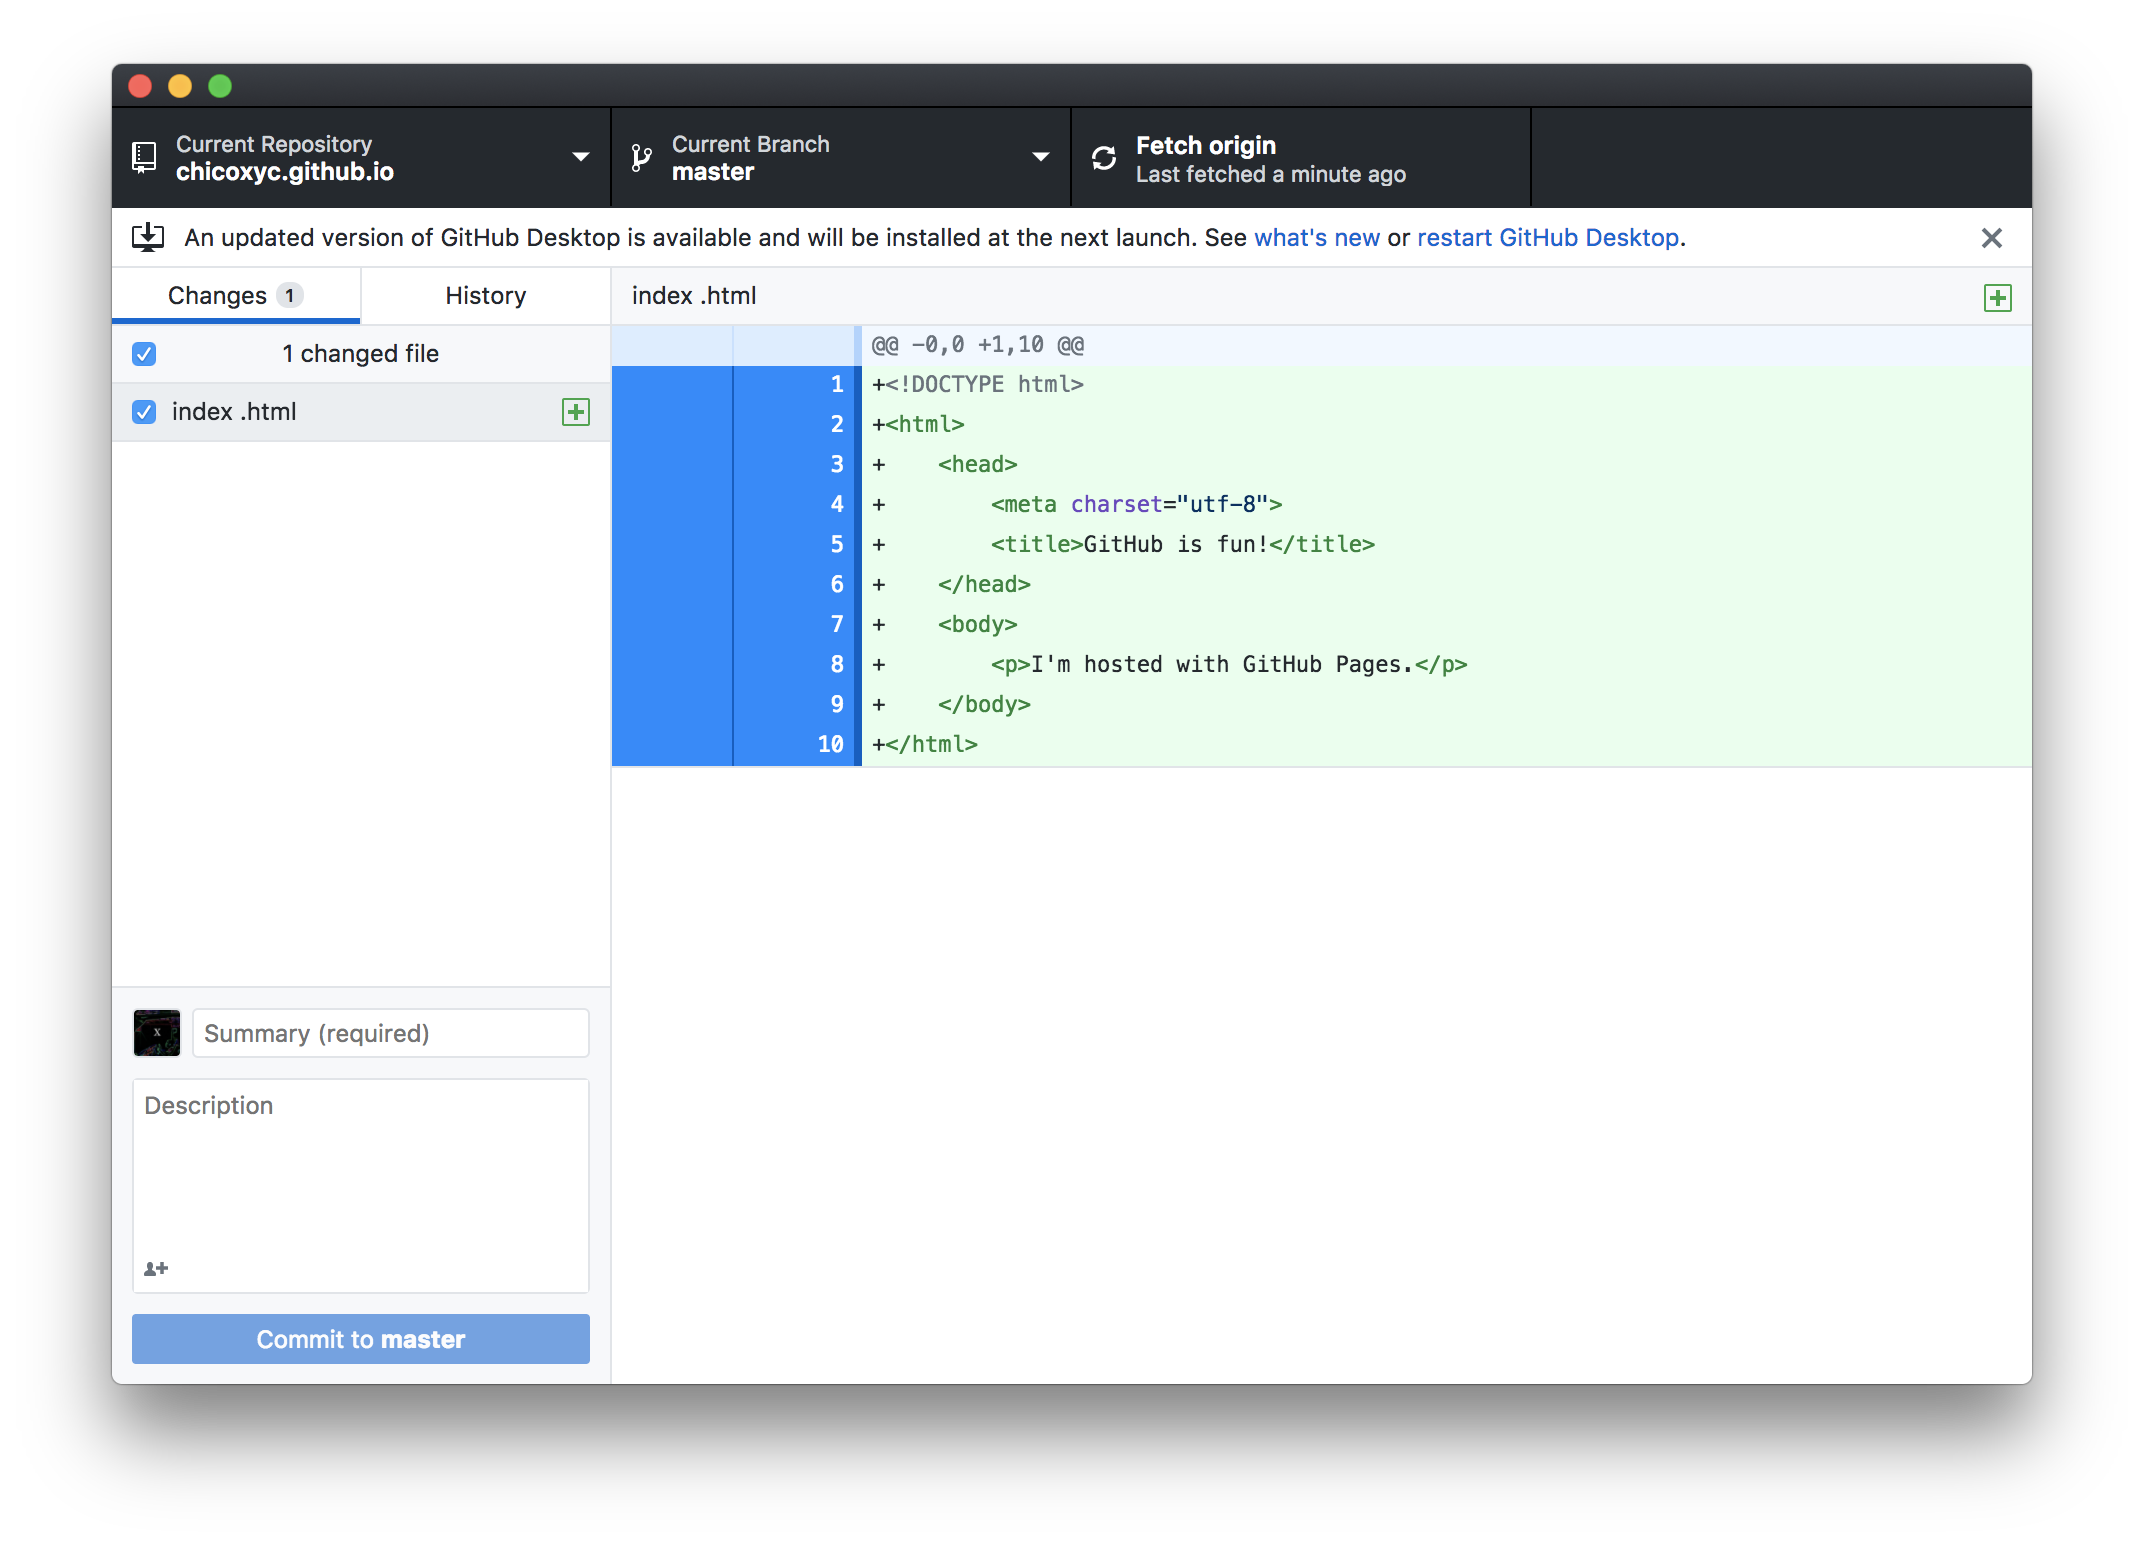 Current Repository
chicoxyc.github.io
Current Branch
master
Fetch origin
Last fetched a minute ago
An updated version of GitHub Desktop is available and will be installed at the next launch. See what's new or restart GitHub Desktop.
Changes 1
History
index .html
1 changed file
index .html
@@ -0,0 +1,10 @@
1 +<!DOCTYPE html>
2 +<html>
3 +    <head>
4 +        <meta charset="utf-8">
5 +        <title>GitHub is fun!</title>
6 +    </head>
7 +    <body>
8 +        <p>I'm hosted with GitHub Pages.</p>
9 +    </body>
10 +</html>
x
Summary (required)
Description
Commit to master